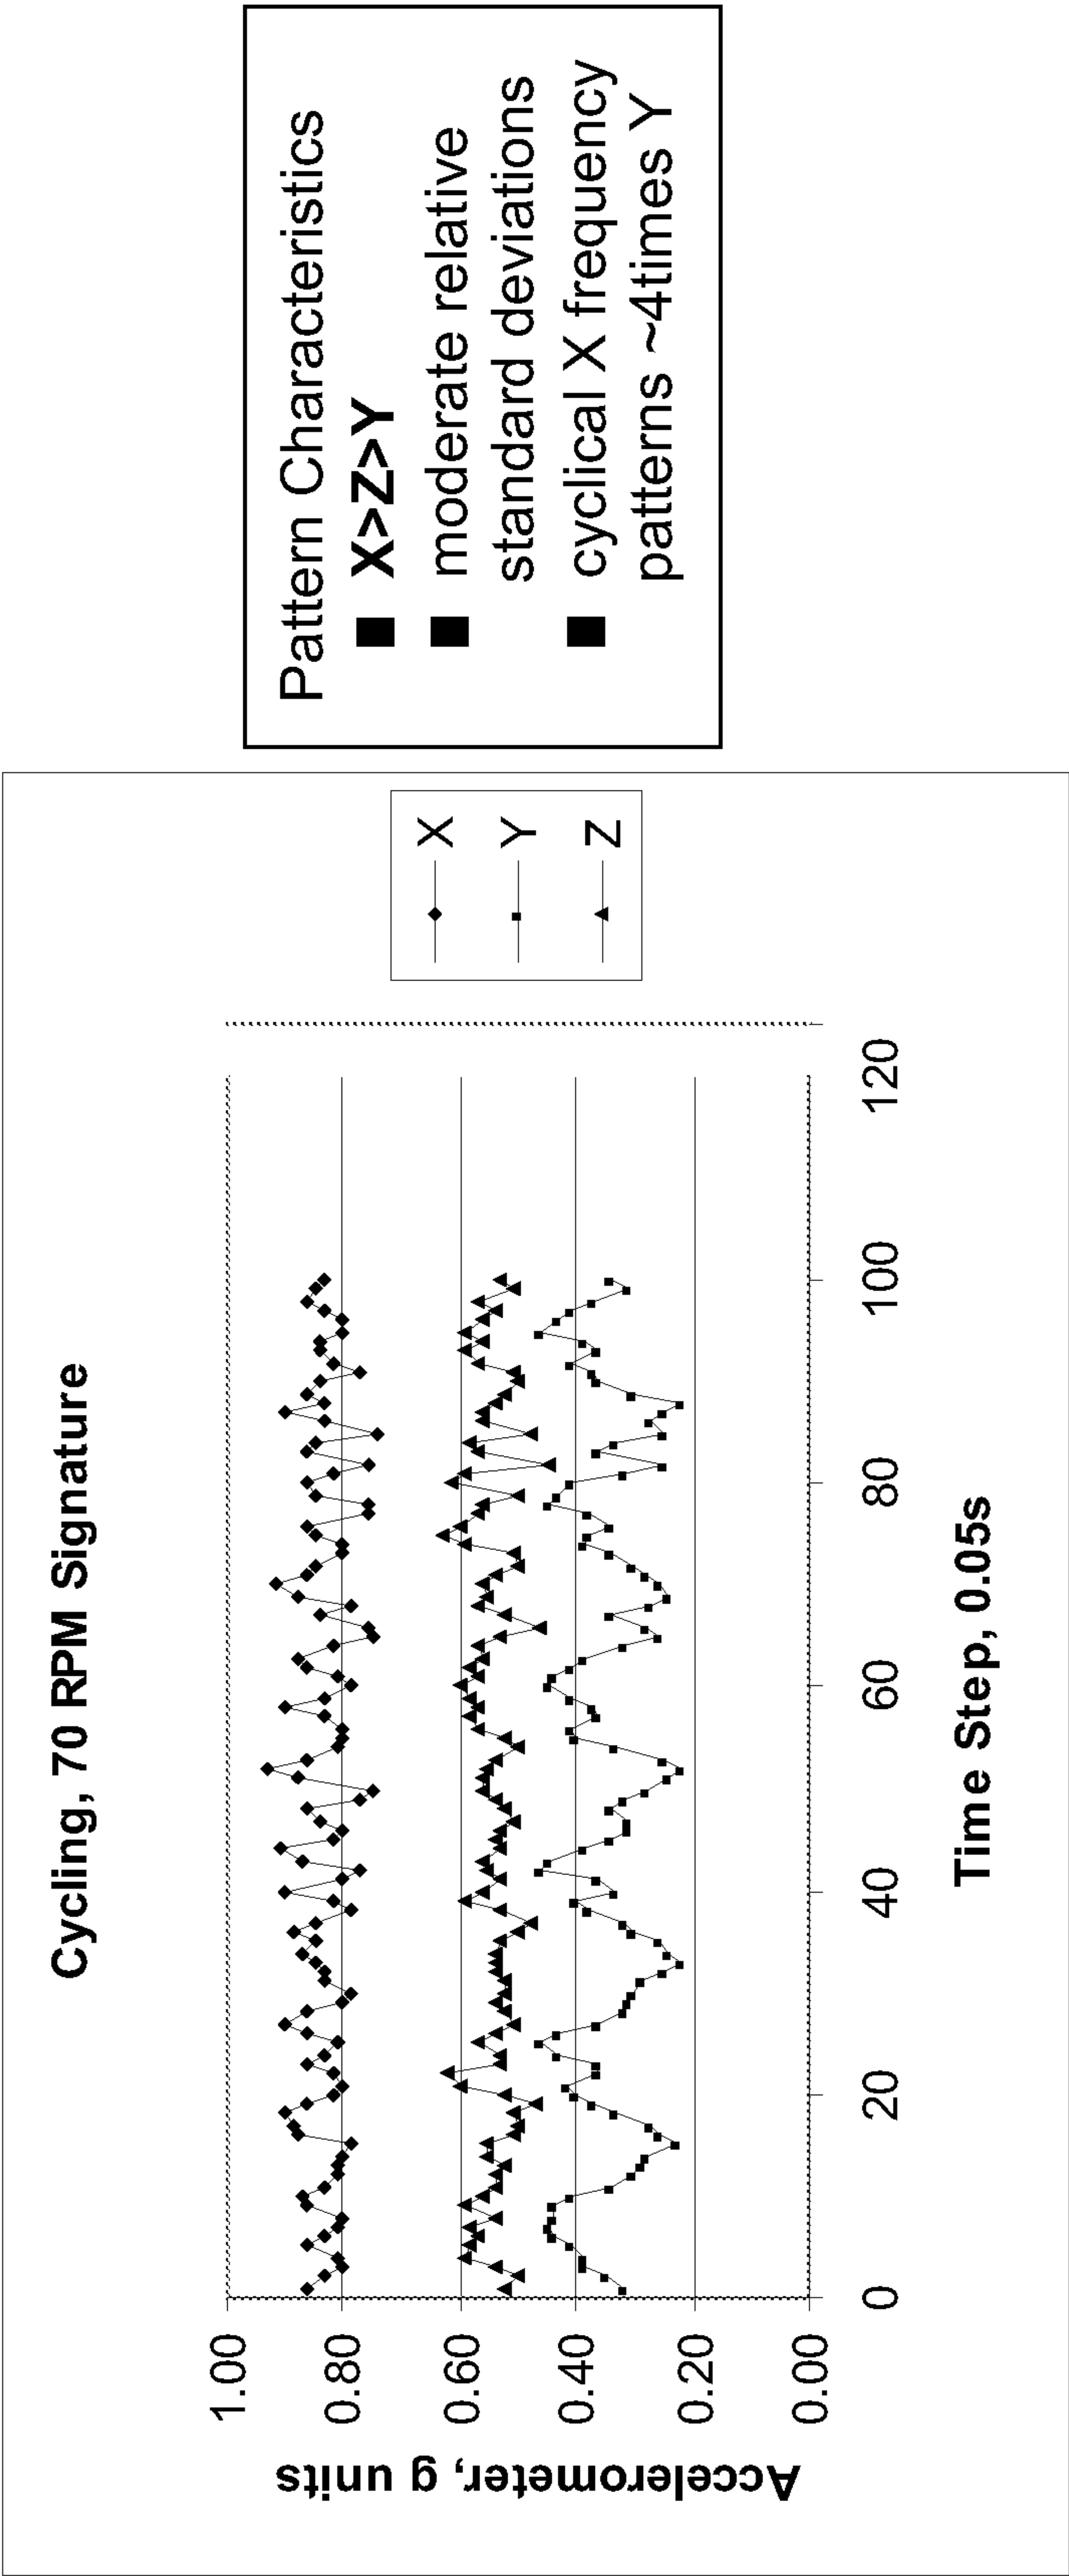 Cycling, 70 RPM Signature
Accelerometer, g units
1.00
0.80
0.60
0.40
0.20
0.00
0
20
40
60
80
100
120
Time Step, 0.05s
X
Y
Z
Pattern Characteristics
X>Z>Y
moderate relative
standard deviations
cyclical X frequency
patterns ~4times Y